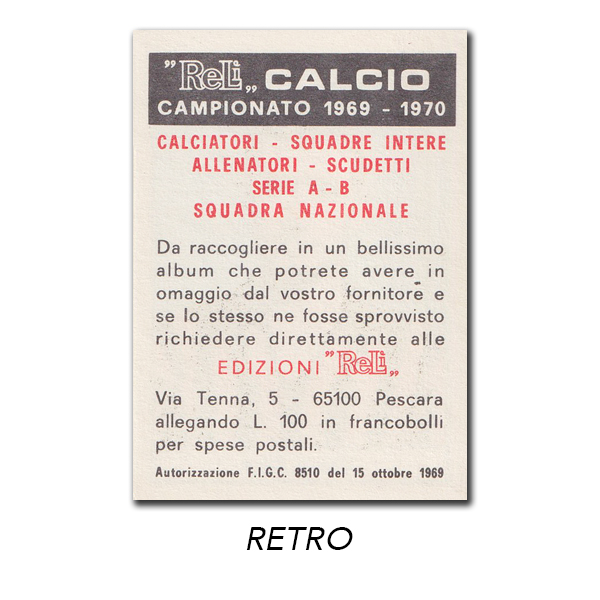 "ReLì„ CALCIO
CAMPIONATO 1969 - 1970
CALCIATORI - SQUADRE INTERE
ALLENATORI - SCUDETTI
SERIE A - B
SQUADRA NAZIONALE
Da raccogliere in un bellissimo
album che potrete avere in
omaggio dal vostro fornitore e
se lo stesso ne fosse sprovvisto
richiedere direttamente alle
EDIZIONI "ReLì„
Via Tenna, 5 - 65100 Pescara
allegando L. 100 in francobolli
per spese postali.
Autorizzazione F.I.G.C. 8510 del 15 ottobre 1969
RETRO